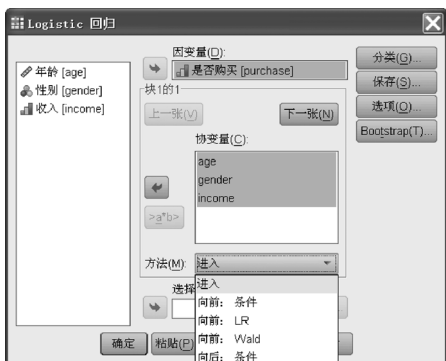 Logistic 回归
年龄 [age]
性别 [gender]
收入 [income]
因变量(D):
是否购买 [purchase]
块1的1
上一张(V)
下一张(N)
协变量(C):
age
gender
income
>a*b>
方法(M):
进入
进入
向前: 条件
向前: LR
向前: Wald
向后: 条件
选择
确定
粘贴(P)
分类(G)...
保存(S)...
选项(O)...
Bootstrap(T)...